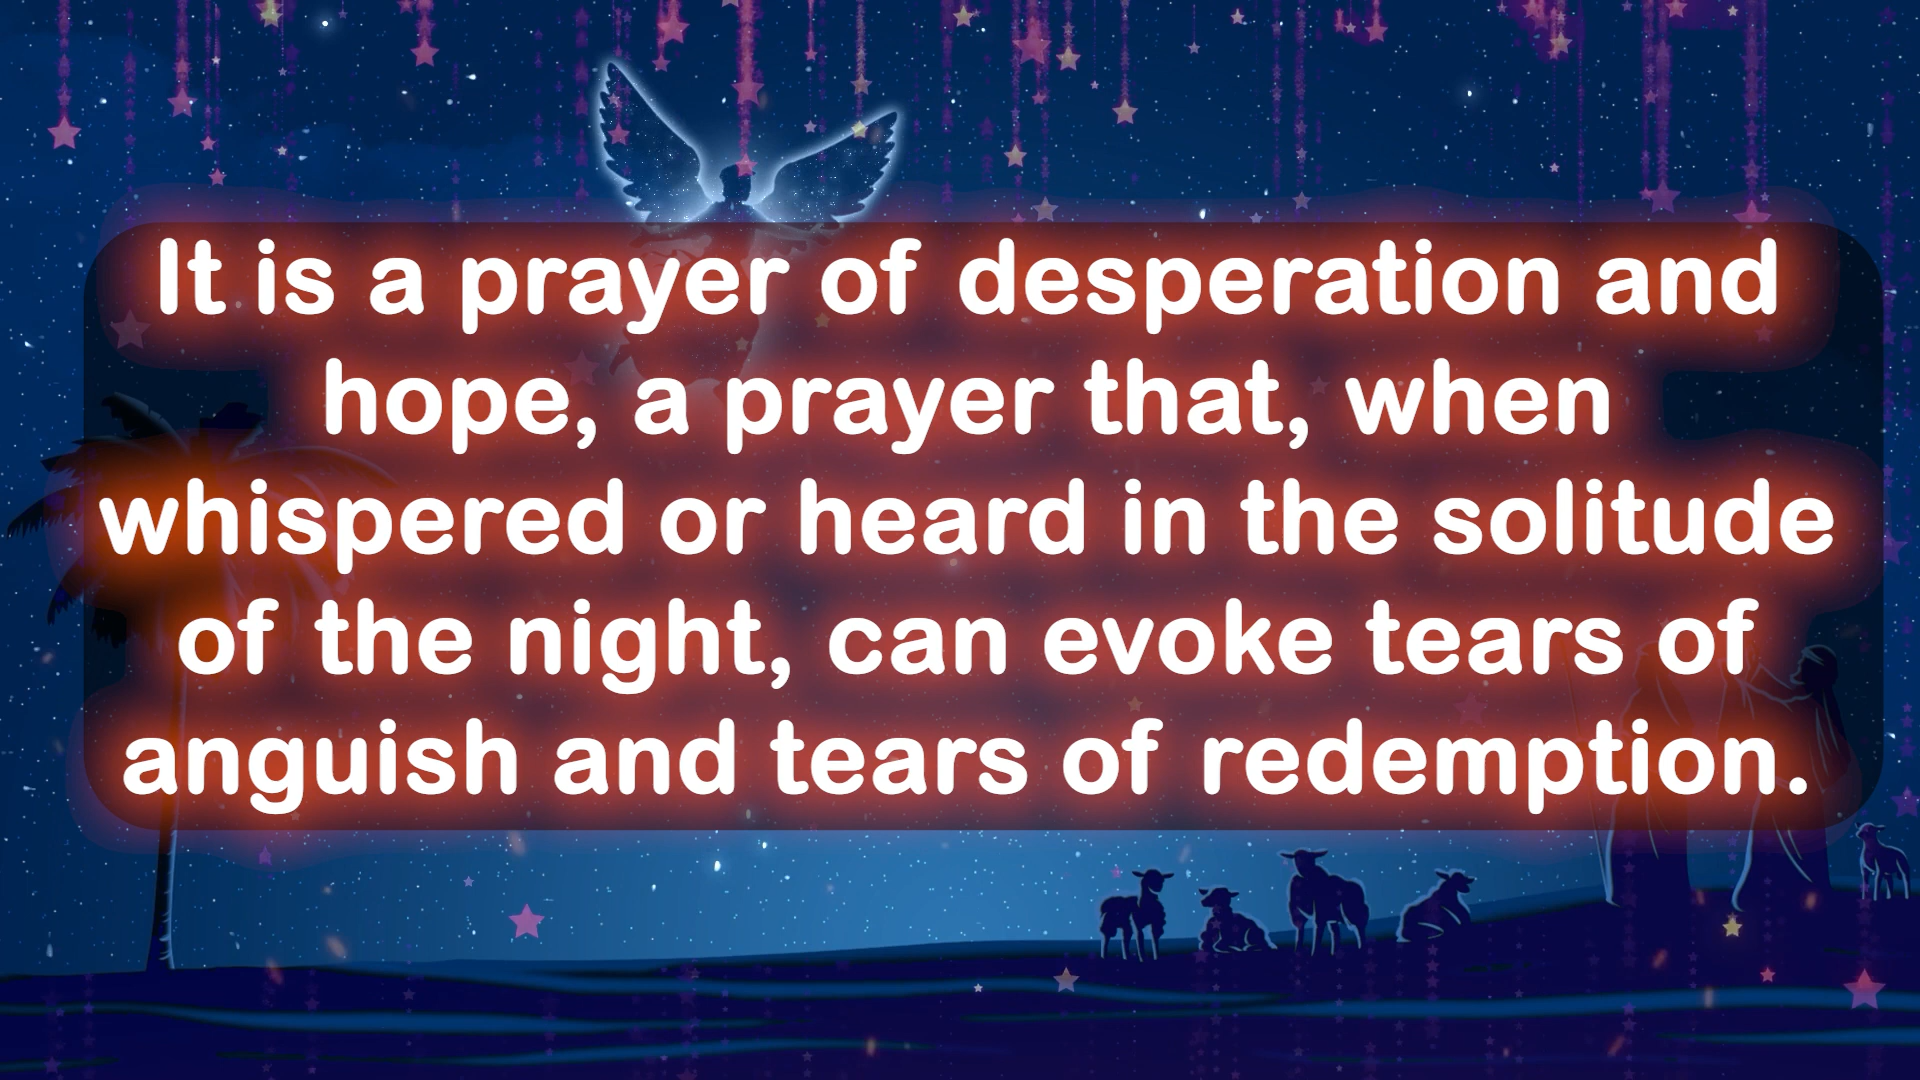 It is a prayer of desperation and
hope, a prayer that, when
whispered or heard in the solitude
of the night, can evoke tears of
anguish and tears of redemption.